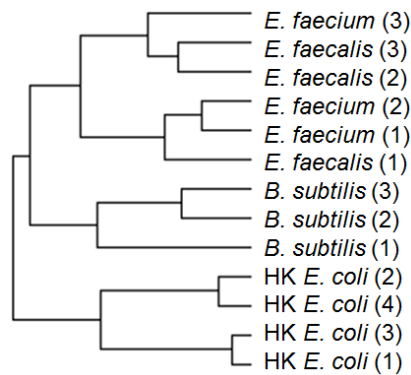 E. faecium (3)
E. faecalis (3)
E. faecalis (2)
E. faecium (2)
E. faecium (1)
E. faecalis (1)
B. subtilis (3)
B. subtilis (2)
B. subtilis (1)
HK E. coli (2)
HK E. coli (4)
HK E. coli (3)
HK E. coli (1)